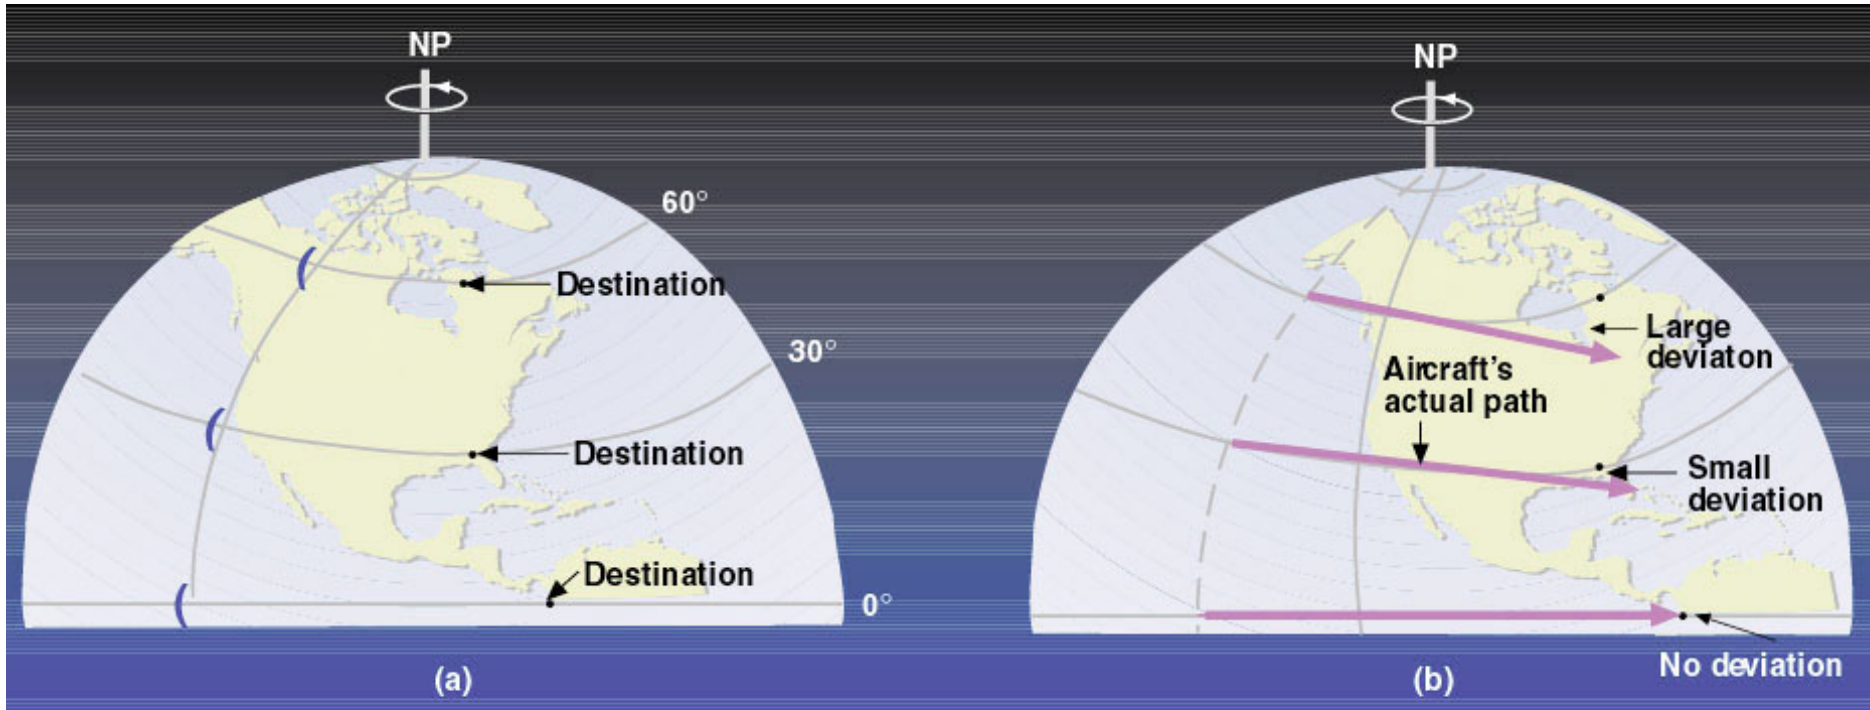 NP
60°
Destination
30°
Destination
Destination
0°
(a)
NP
Large
deviaton
Aircraft's
actual path
Small
deviation
No deviation
(b)